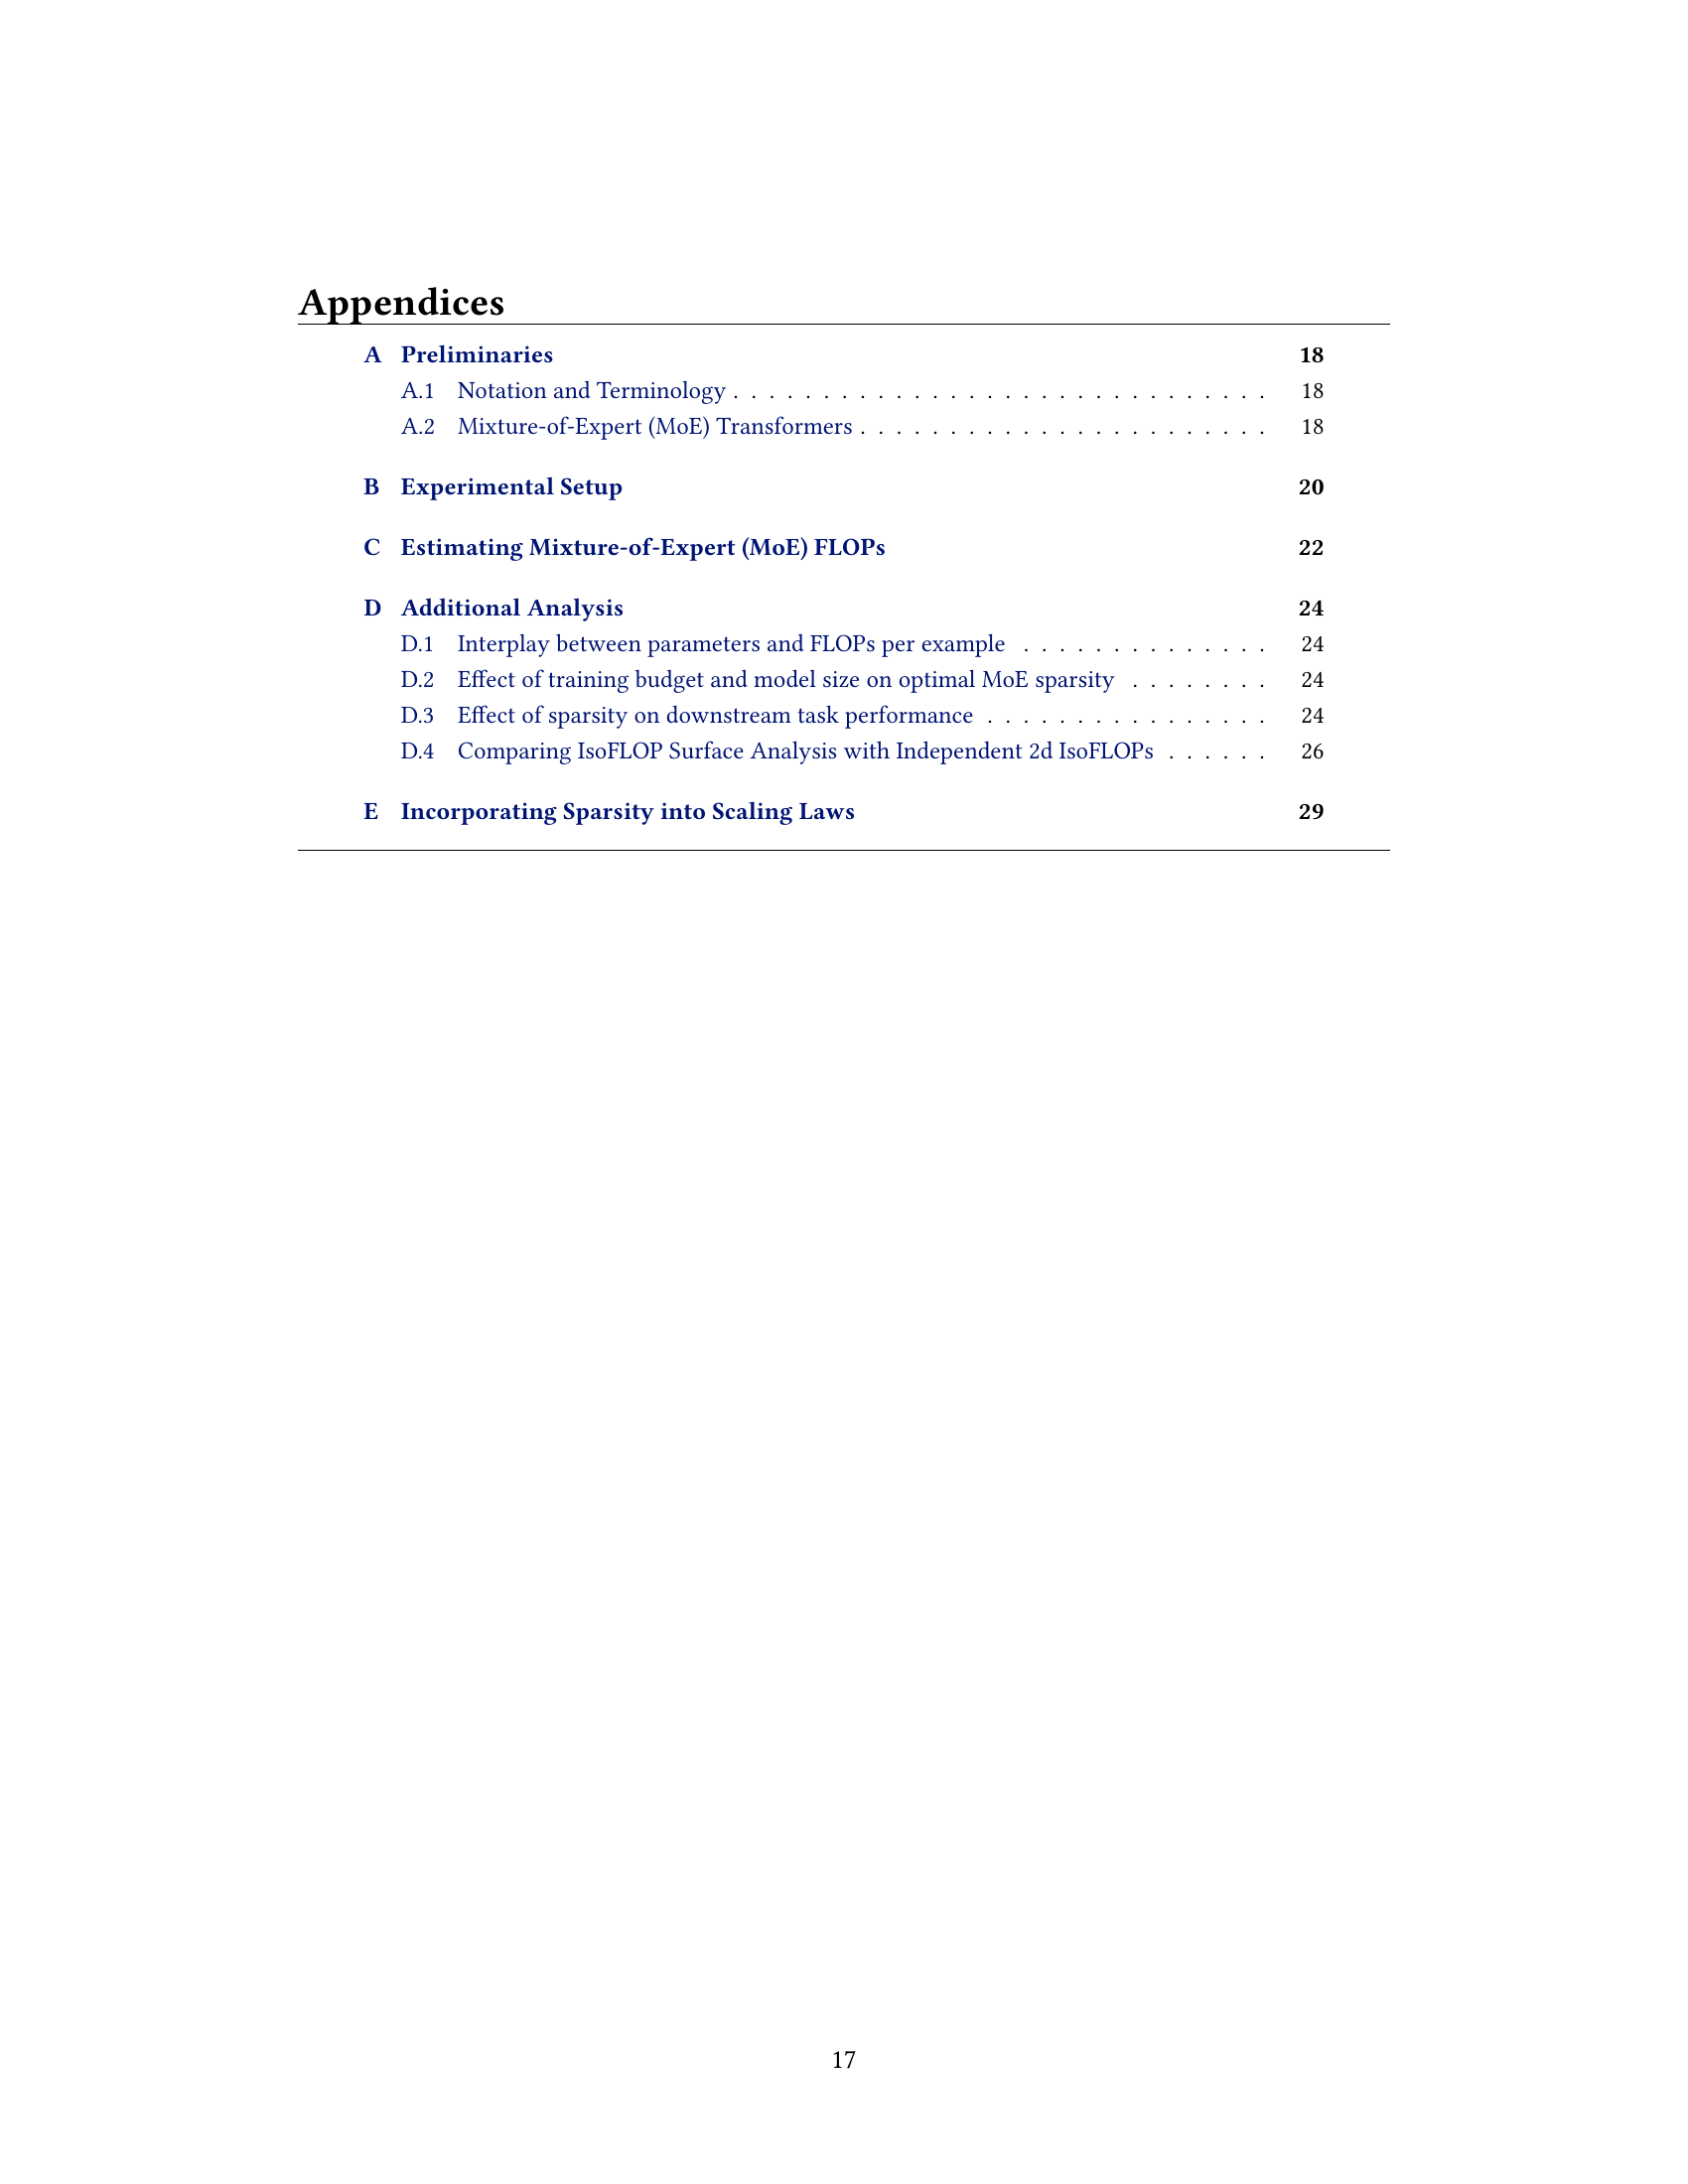 Appendices
A Preliminaries 18
A.1 Notation and Terminology . . . . . . . . . . . . . . . . . . . . . . . . . . . . . . 18
A.2 Mixture-of-Expert (MoE) Transformers . . . . . . . . . . . . . . . . . . . . . . . 18
B Experimental Setup 20
C Estimating Mixture-of-Expert (MoE) FLOPs 22
D Additional Analysis 24
D.1 Interplay between parameters and FLOPs per example . . . . . . . . . . . . . . 24
D.2 Effect of training budget and model size on optimal MoE sparsity . . . . . . . . 24
D.3 Effect of sparsity on downstream task performance . . . . . . . . . . . . . . . . 24
D.4 Comparing IsoFLOP Surface Analysis with Independent 2d IsoFLOPs . . . . . . 26
E Incorporating Sparsity into Scaling Laws 29
17